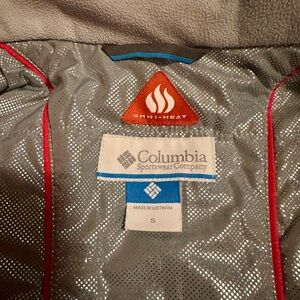 OMNI-HEAT
Columbia
Sportswear Company
MADE IN VIETNAM
S